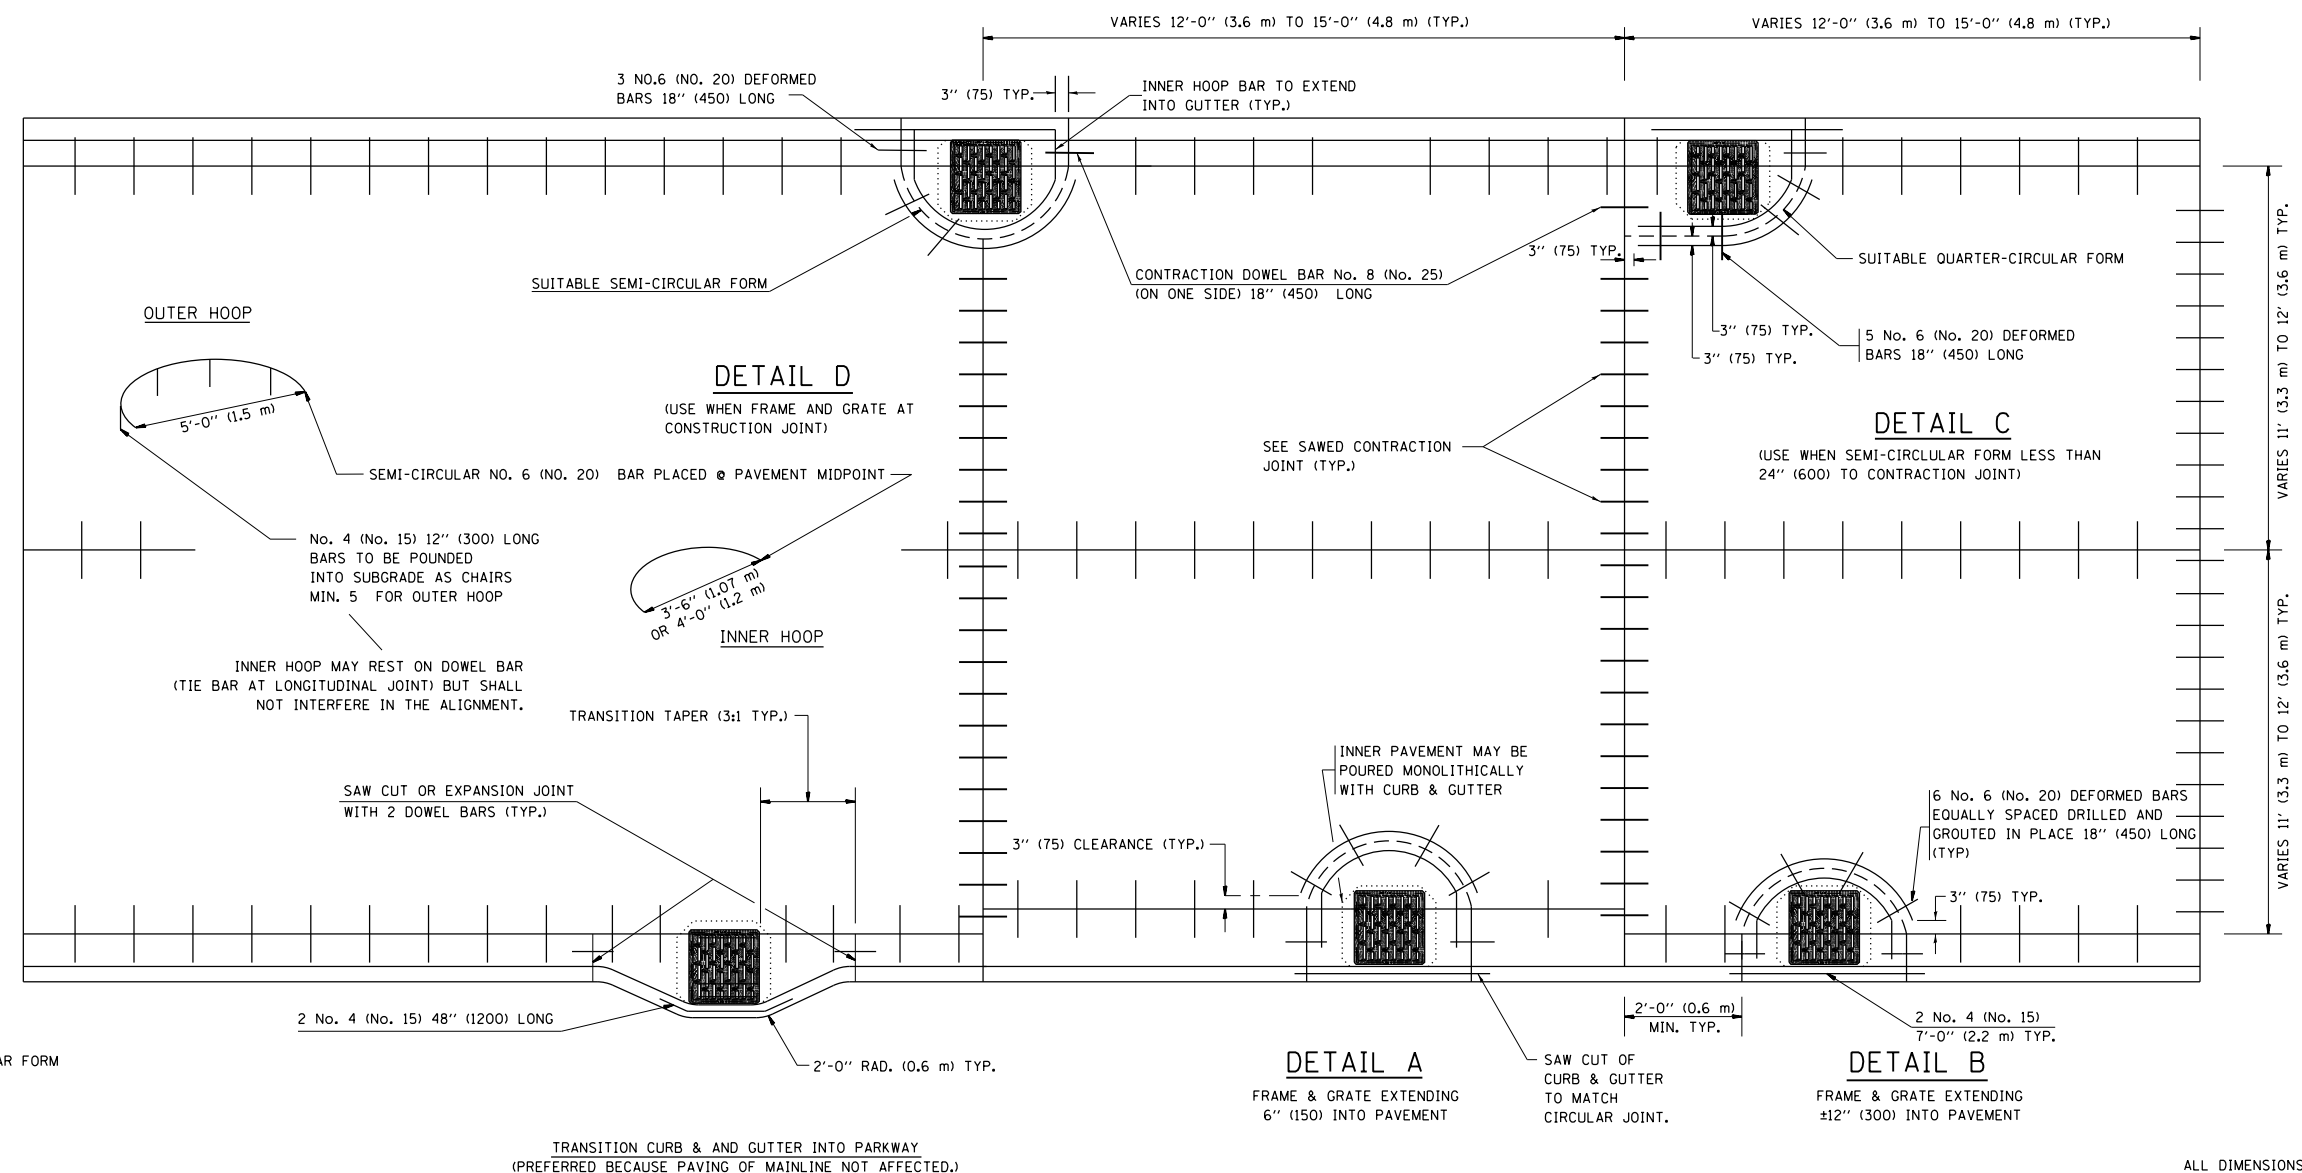 VARIES 12'-0" (3.6 m) TO 15'-0" (4.8 m) (TYP.)
VARIES 12'-0" (3.6 m) TO 15'-0" (4.8 m) (TYP.)
3 NO.6 (NO. 20) DEFORMED
BARS 18" (450) LONG
3" (75) TYP.
INNER HOOP BAR TO EXTEND
INTO GUTTER (TYP.)
SUITABLE SEMI-CIRCULAR FORM
CONTRACTION DOWEL BAR No. 8 (No. 25)
(ON ONE SIDE) 18" (450) LONG
3" (75) TYP.
SUITABLE QUARTER-CIRCULAR FORM
3" (75) TYP.
3" (75) TYP.
5 No. 6 (No. 20) DEFORMED
BARS 18" (450) LONG
VARIES 11' (3.3 m) TO 12' (3.6 m) TYP.
OUTER HOOP
5'-0" (1.5 m)
DETAIL D
(USE WHEN FRAME AND GRATE AT
CONSTRUCTION JOINT)
SEMI-CIRCULAR NO. 6 (NO. 20) BAR PLACED @ PAVEMENT MIDPOINT
SEE SAWED CONTRACTION
JOINT (TYP.)
DETAIL C
(USE WHEN SEMI-CIRCLULAR FORM LESS THAN
24" (600) TO CONTRACTION JOINT)
No. 4 (No. 15) 12" (300) LONG
BARS TO BE POUNDED
INTO SUBGRADE AS CHAIRS
MIN. 5 FOR OUTER HOOP
3'-6" (1.07 m)
OR 4'-0" (1.2 m)
INNER HOOP
INNER HOOP MAY REST ON DOWEL BAR
(TIE BAR AT LONGITUDINAL JOINT) BUT SHALL
NOT INTERFERE IN THE ALIGNMENT.
TRANSITION TAPER (3:1 TYP.)
SAW CUT OR EXPANSION JOINT
WITH 2 DOWEL BARS (TYP.)
INNER PAVEMENT MAY BE
POURED MONOLITHICALLY
WITH CURB & GUTTER
3" (75) CLEARANCE (TYP.)
6 No. 6 (No. 20) DEFORMED BARS
EQUALLY SPACED DRILLED AND
GROUTED IN PLACE 18" (450) LONG
(TYP)
3" (75) TYP.
VARIES 11' (3.3 m) TO 12' (3.6 m) TYP.
2 No. 4 (No. 15) 48" (1200) LONG
2'-0" RAD. (0.6 m) TYP.
2'-0" (0.6 m)
MIN. TYP.
2 No. 4 (No. 15)
7'-0" (2.2 m) TYP.
AR FORM
DETAIL A
FRAME & GRATE EXTENDING
6" (150) INTO PAVEMENT
SAW CUT OF
CURB & GUTTER
TO MATCH
CIRCULAR JOINT.
DETAIL B
FRAME & GRATE EXTENDING
±12" (300) INTO PAVEMENT
TRANSITION CURB & AND GUTTER INTO PARKWAY
(PREFERRED BECAUSE PAVING OF MAINLINE NOT AFFECTED.)
ALL DIMENSIONS